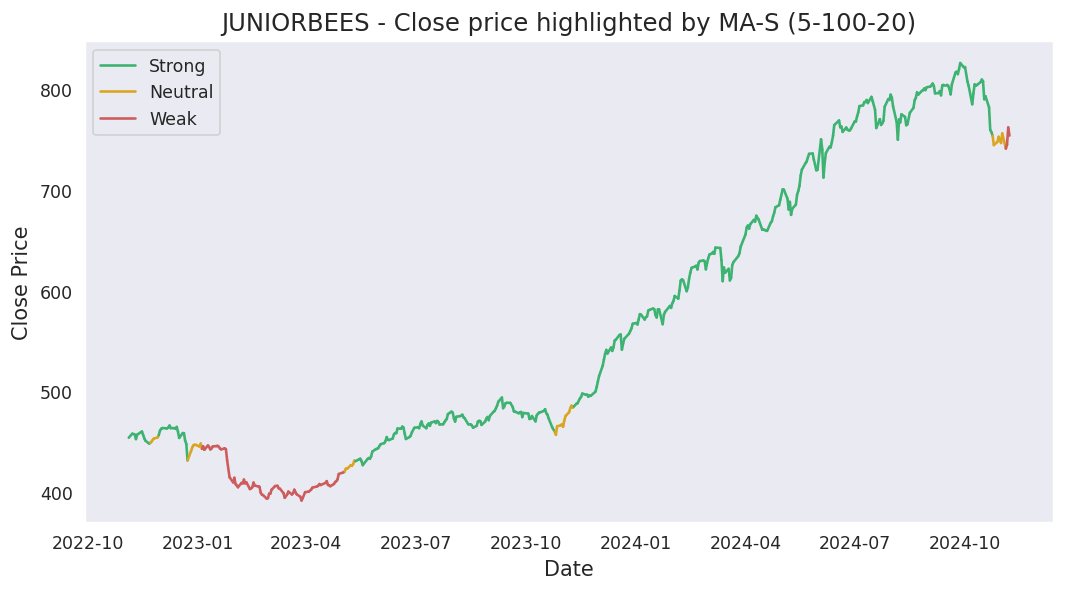 JUNIORBEES - Close price highlighted by MA-S (5-100-20)
Strong
Neutral
Weak
Close Price
800
700
600
500
400
2022-10 2023-01 2023-04 2023-07 2023-10 2024-01 2024-04 2024-07 2024-10
Date